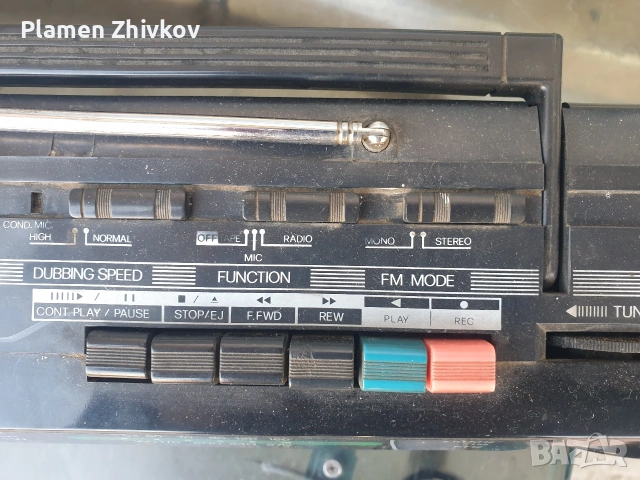 Plamen Zhivkov
COND. MIC.
HIGH NORMAL OFF TAPE RADIO MONO STEREO
MIC
DUBBING SPEED FUNCTION FM MODE
CONT. PLAY / PAUSE STOP/EJ F.FWD REW PLAY REC
TUN
BAZAR